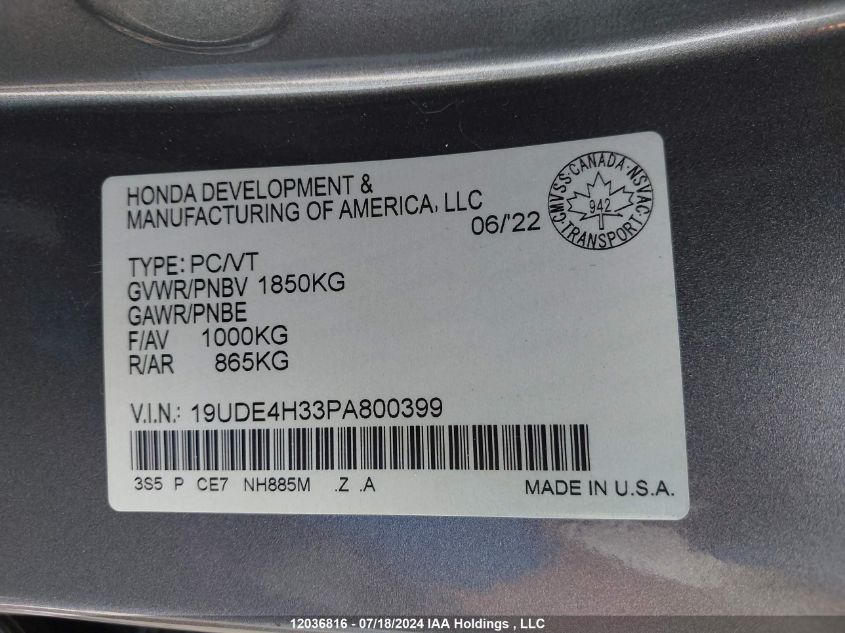 HONDA DEVELOPMENT &
MANUFACTURING OF AMERICA, LLC
06/'22
CMVSS·CANADA·NSVAC·TRANSPORT
942
TYPE: PC/VT
GVWR/PNBV 1850KG
GAWR/PNBE
F/AV 1000KG
R/AR 865KG
V.I.N.: 19UDE4H33PA800399
3S5 P CE7 NH885M .Z .A
MADE IN U.S.A.
12036816 - 07/18/2024 IAA Holdings , LLC